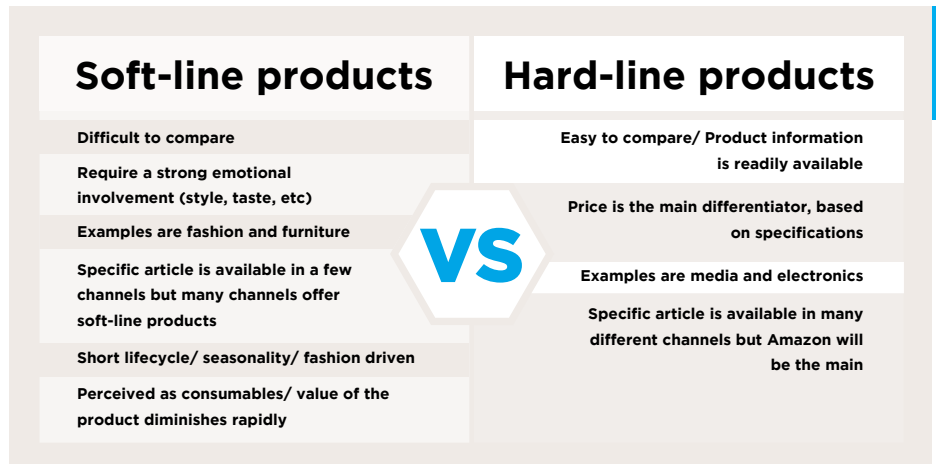 Soft-line products
Difficult to compare
Require a strong emotional
involvement (style, taste, etc)
Examples are fashion and furniture
Specific article is available in a few
channels but many channels offer
soft-line products
Short lifecycle/ seasonality/ fashion driven
Perceived as consumables/ value of the
product diminishes rapidly
VS
Hard-line products
Easy to compare/ Product information
is readily available
Price is the main differentiator, based
on specifications
Examples are media and electronics
Specific article is available in many
different channels but Amazon will
be the main